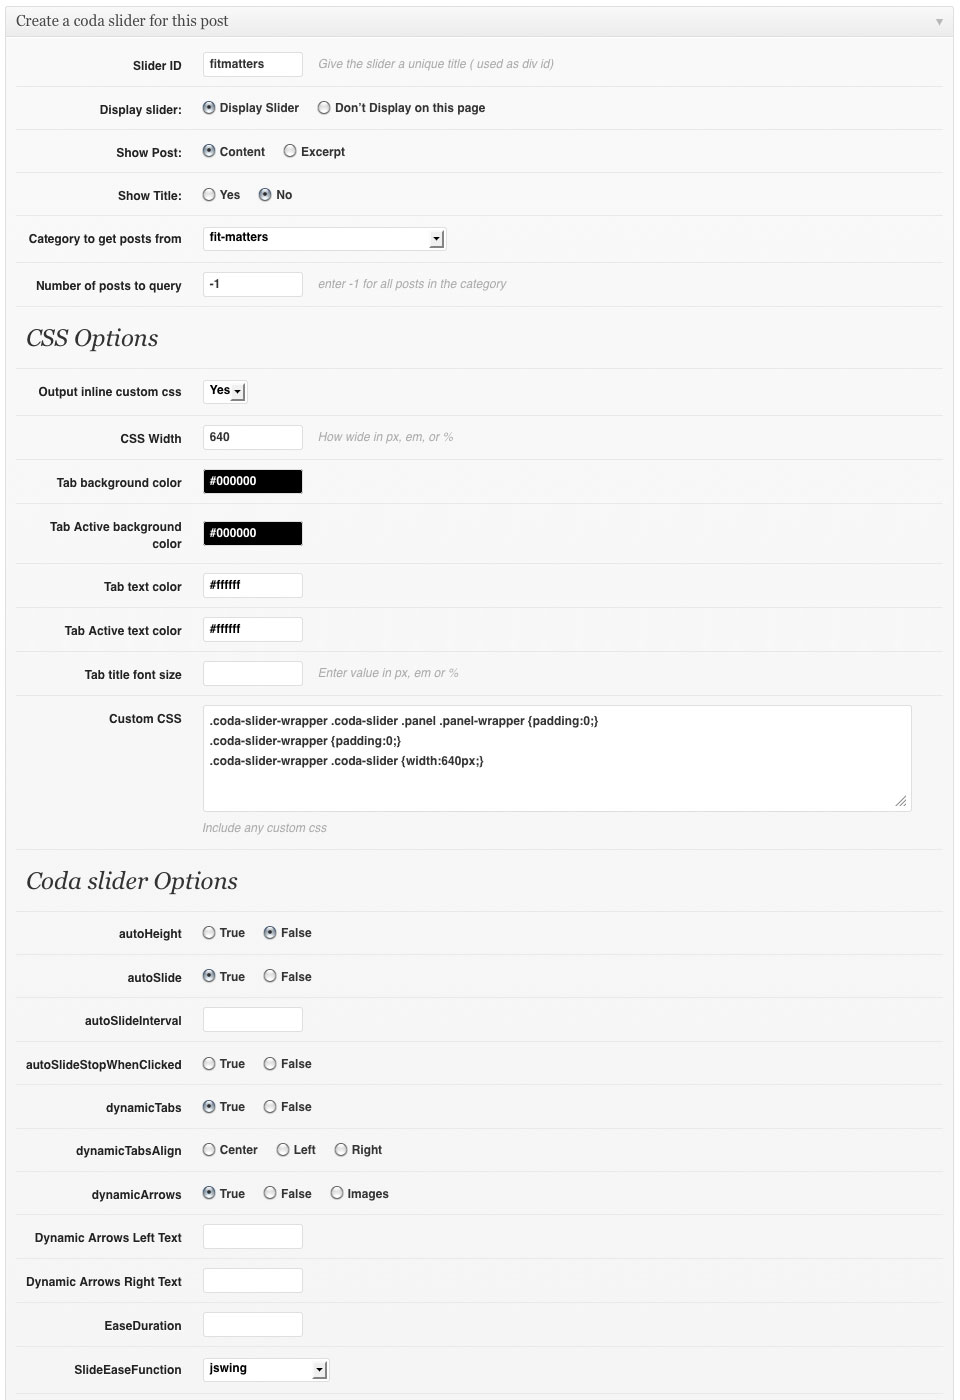 Create a coda slider for this post
Slider ID fitmatters Give the slider a unique title ( used as div id)
Display slider: Display Slider Don't Display on this page
Show Post: Content Excerpt
Show Title: Yes No
Category to get posts from fit-matters
Number of posts to query -1 enter -1 for all posts in the category
CSS Options
Output inline custom css Yes
CSS Width 640 How wide in px, em, or %
Tab background color #000000
Tab Active background
color #000000
Tab text color #ffffff
Tab Active text color #ffffff
Tab title font size Enter value in px, em or %
Custom CSS .coda-slider-wrapper .coda-slider .panel .panel-wrapper {padding:0;}
.coda-slider-wrapper {padding:0;}
.coda-slider-wrapper .coda-slider {width:640px;}
Include any custom css
Coda slider Options
autoHeight True False
autoSlide True False
autoSlideInterval
autoSlideStopWhenClicked True False
dynamicTabs True False
dynamicTabsAlign Center Left Right
dynamicArrows True False Images
Dynamic Arrows Left Text
Dynamic Arrows Right Text
EaseDuration
SlideEaseFunction jswing